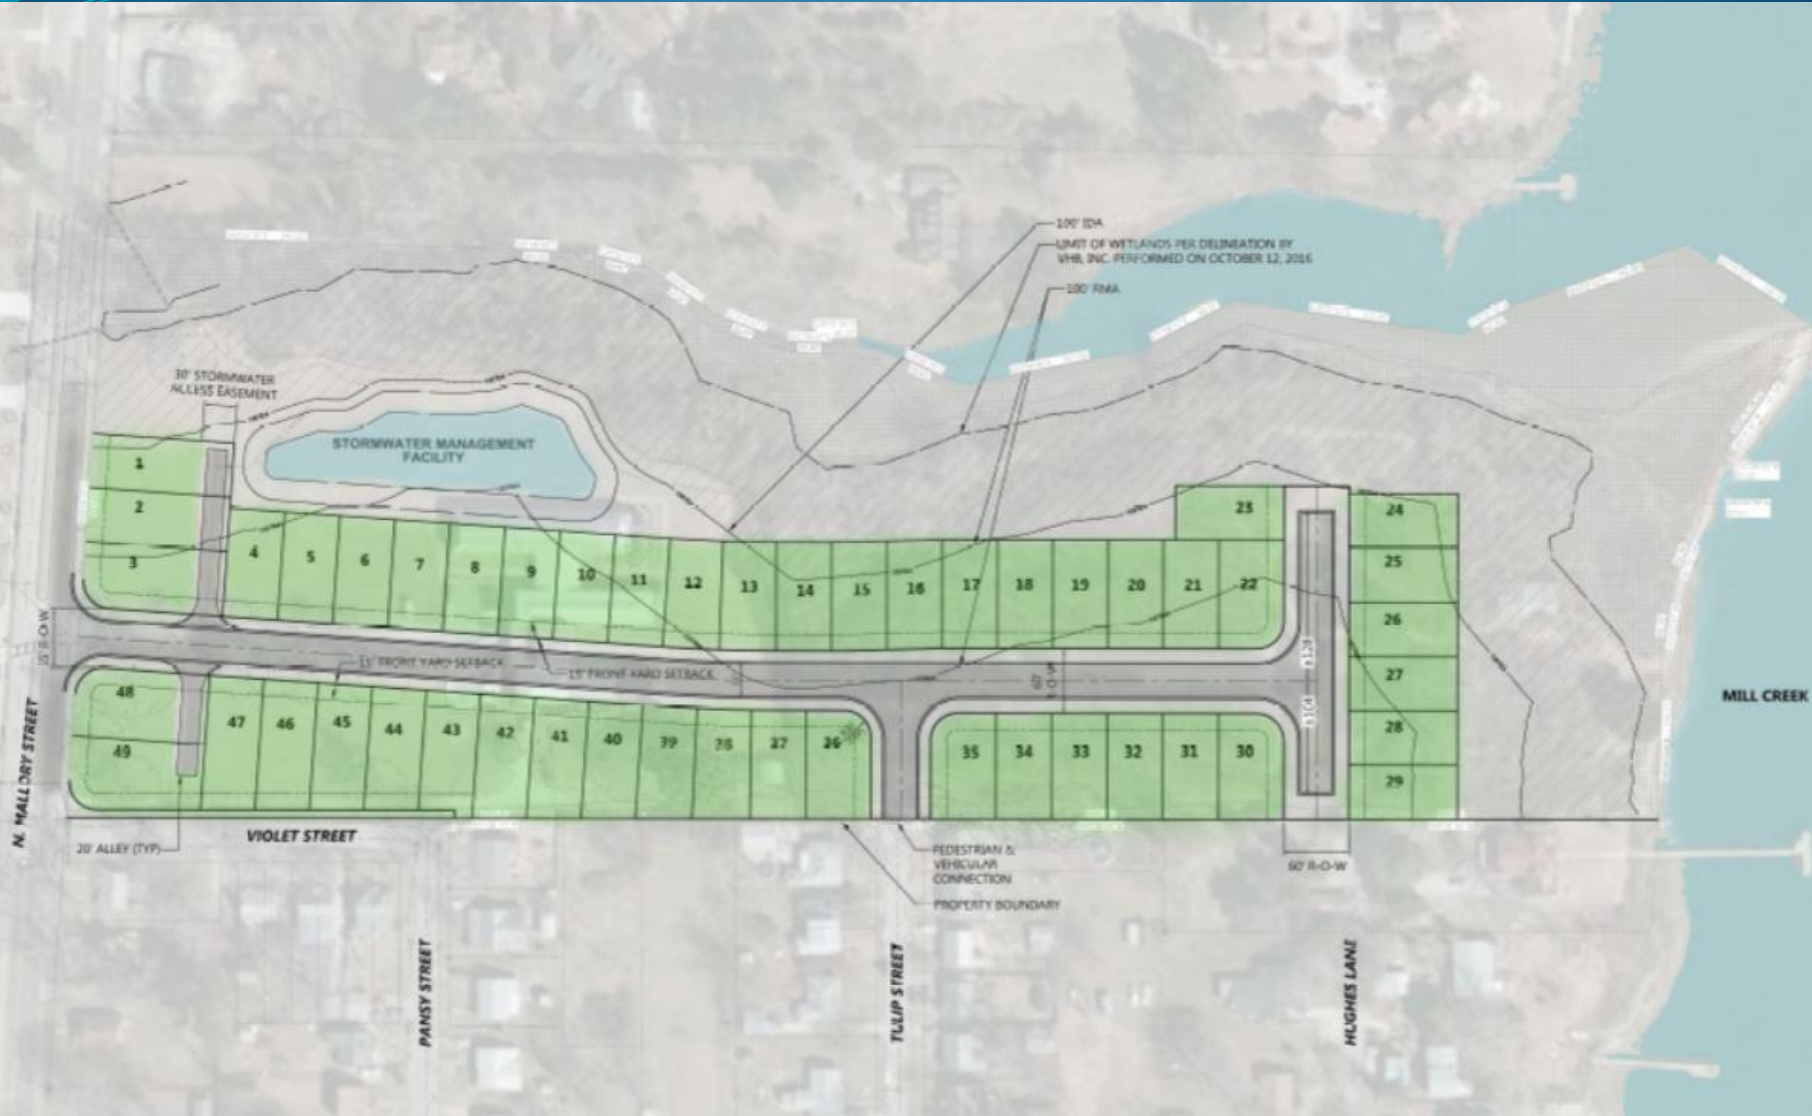 100' IDA
LIMIT OF WETLANDS PER DELINEATION BY
VHB, INC. PERFORMED ON OCTOBER 12, 2016
100' RMA
30' STORMWATER
ACCESS EASEMENT
STORMWATER MANAGEMENT
FACILITY
1
2
3
4
5
6
7
8
9
10
11
12
13
14
15
16
17
18
19
20
21
22
23
24
25
26
27
28
29
15' FRONT YARD SETBACK
15' FRONT YARD SETBACK
60'
R-O-W
48
49
47
46
45
44
43
42
41
40
39
38
37
36
35
34
33
32
31
30
N. MALLORY STREET
MILL CREEK
VIOLET STREET
20' ALLEY (TYP)
PEDESTRIAN &
VEHICULAR
CONNECTION
PROPERTY BOUNDARY
60' R-O-W
PANSY STREET
TULIP STREET
HUGHES LANE